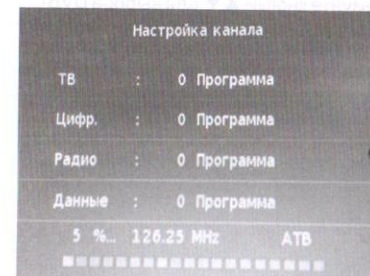 Настройка канала
ТВ : 0 Программа
Цифр. : 0 Программа
Радио : 0 Программа
Данные : 0 Программа
5 %... 126.25 MHz АТВ